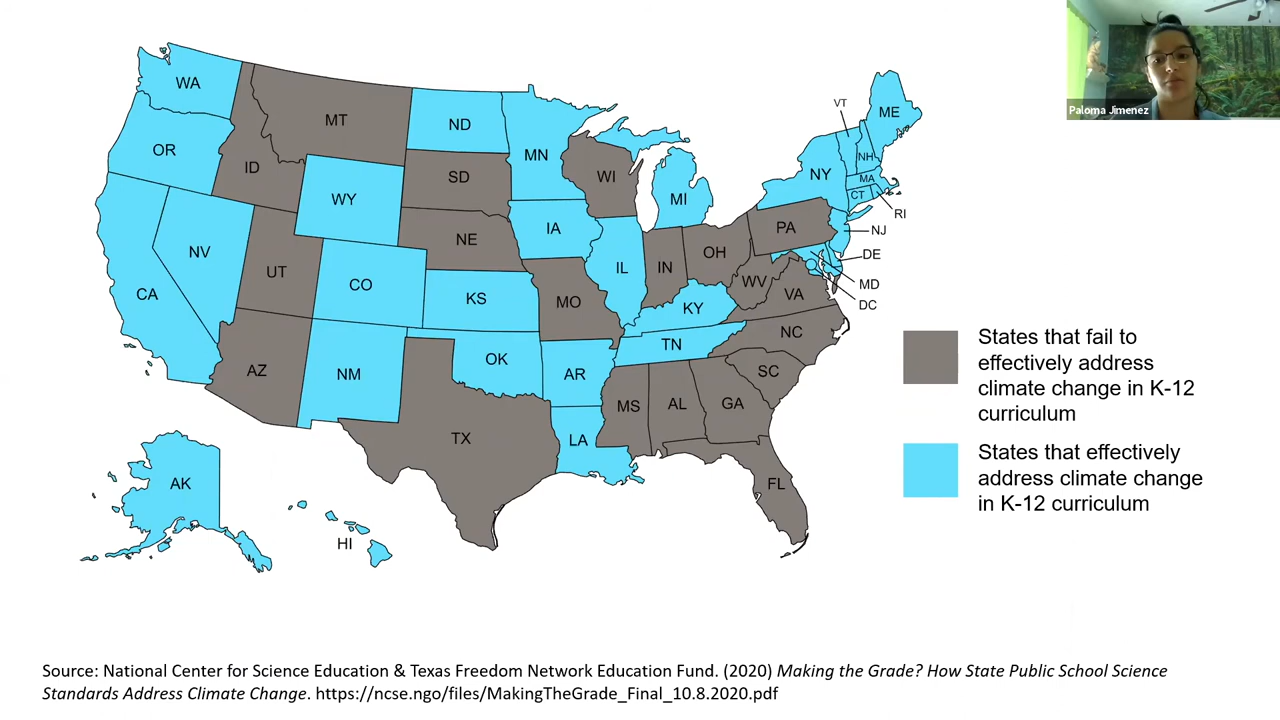 Paloma Jimenez
WA
OR
CA
NV
ID
MT
WY
UT
AZ
CO
NM
ND
SD
NE
KS
OK
TX
MN
IA
MO
AR
LA
WI
IL
MI
IN
OH
KY
TN
MS
AL
GA
FL
SC
NC
VA
WV
PA
NY
VT
ME
NH
MA
CT
RI
NJ
DE
MD
DC
AK
HI
States that fail to
effectively address
climate change in K-12
curriculum
States that effectively
address climate change
in K-12 curriculum
Source: National Center for Science Education & Texas Freedom Network Education Fund. (2020) Making the Grade? How State Public School Science
Standards Address Climate Change. https://ncse.ngo/files/MakingTheGrade_Final_10.8.2020.pdf